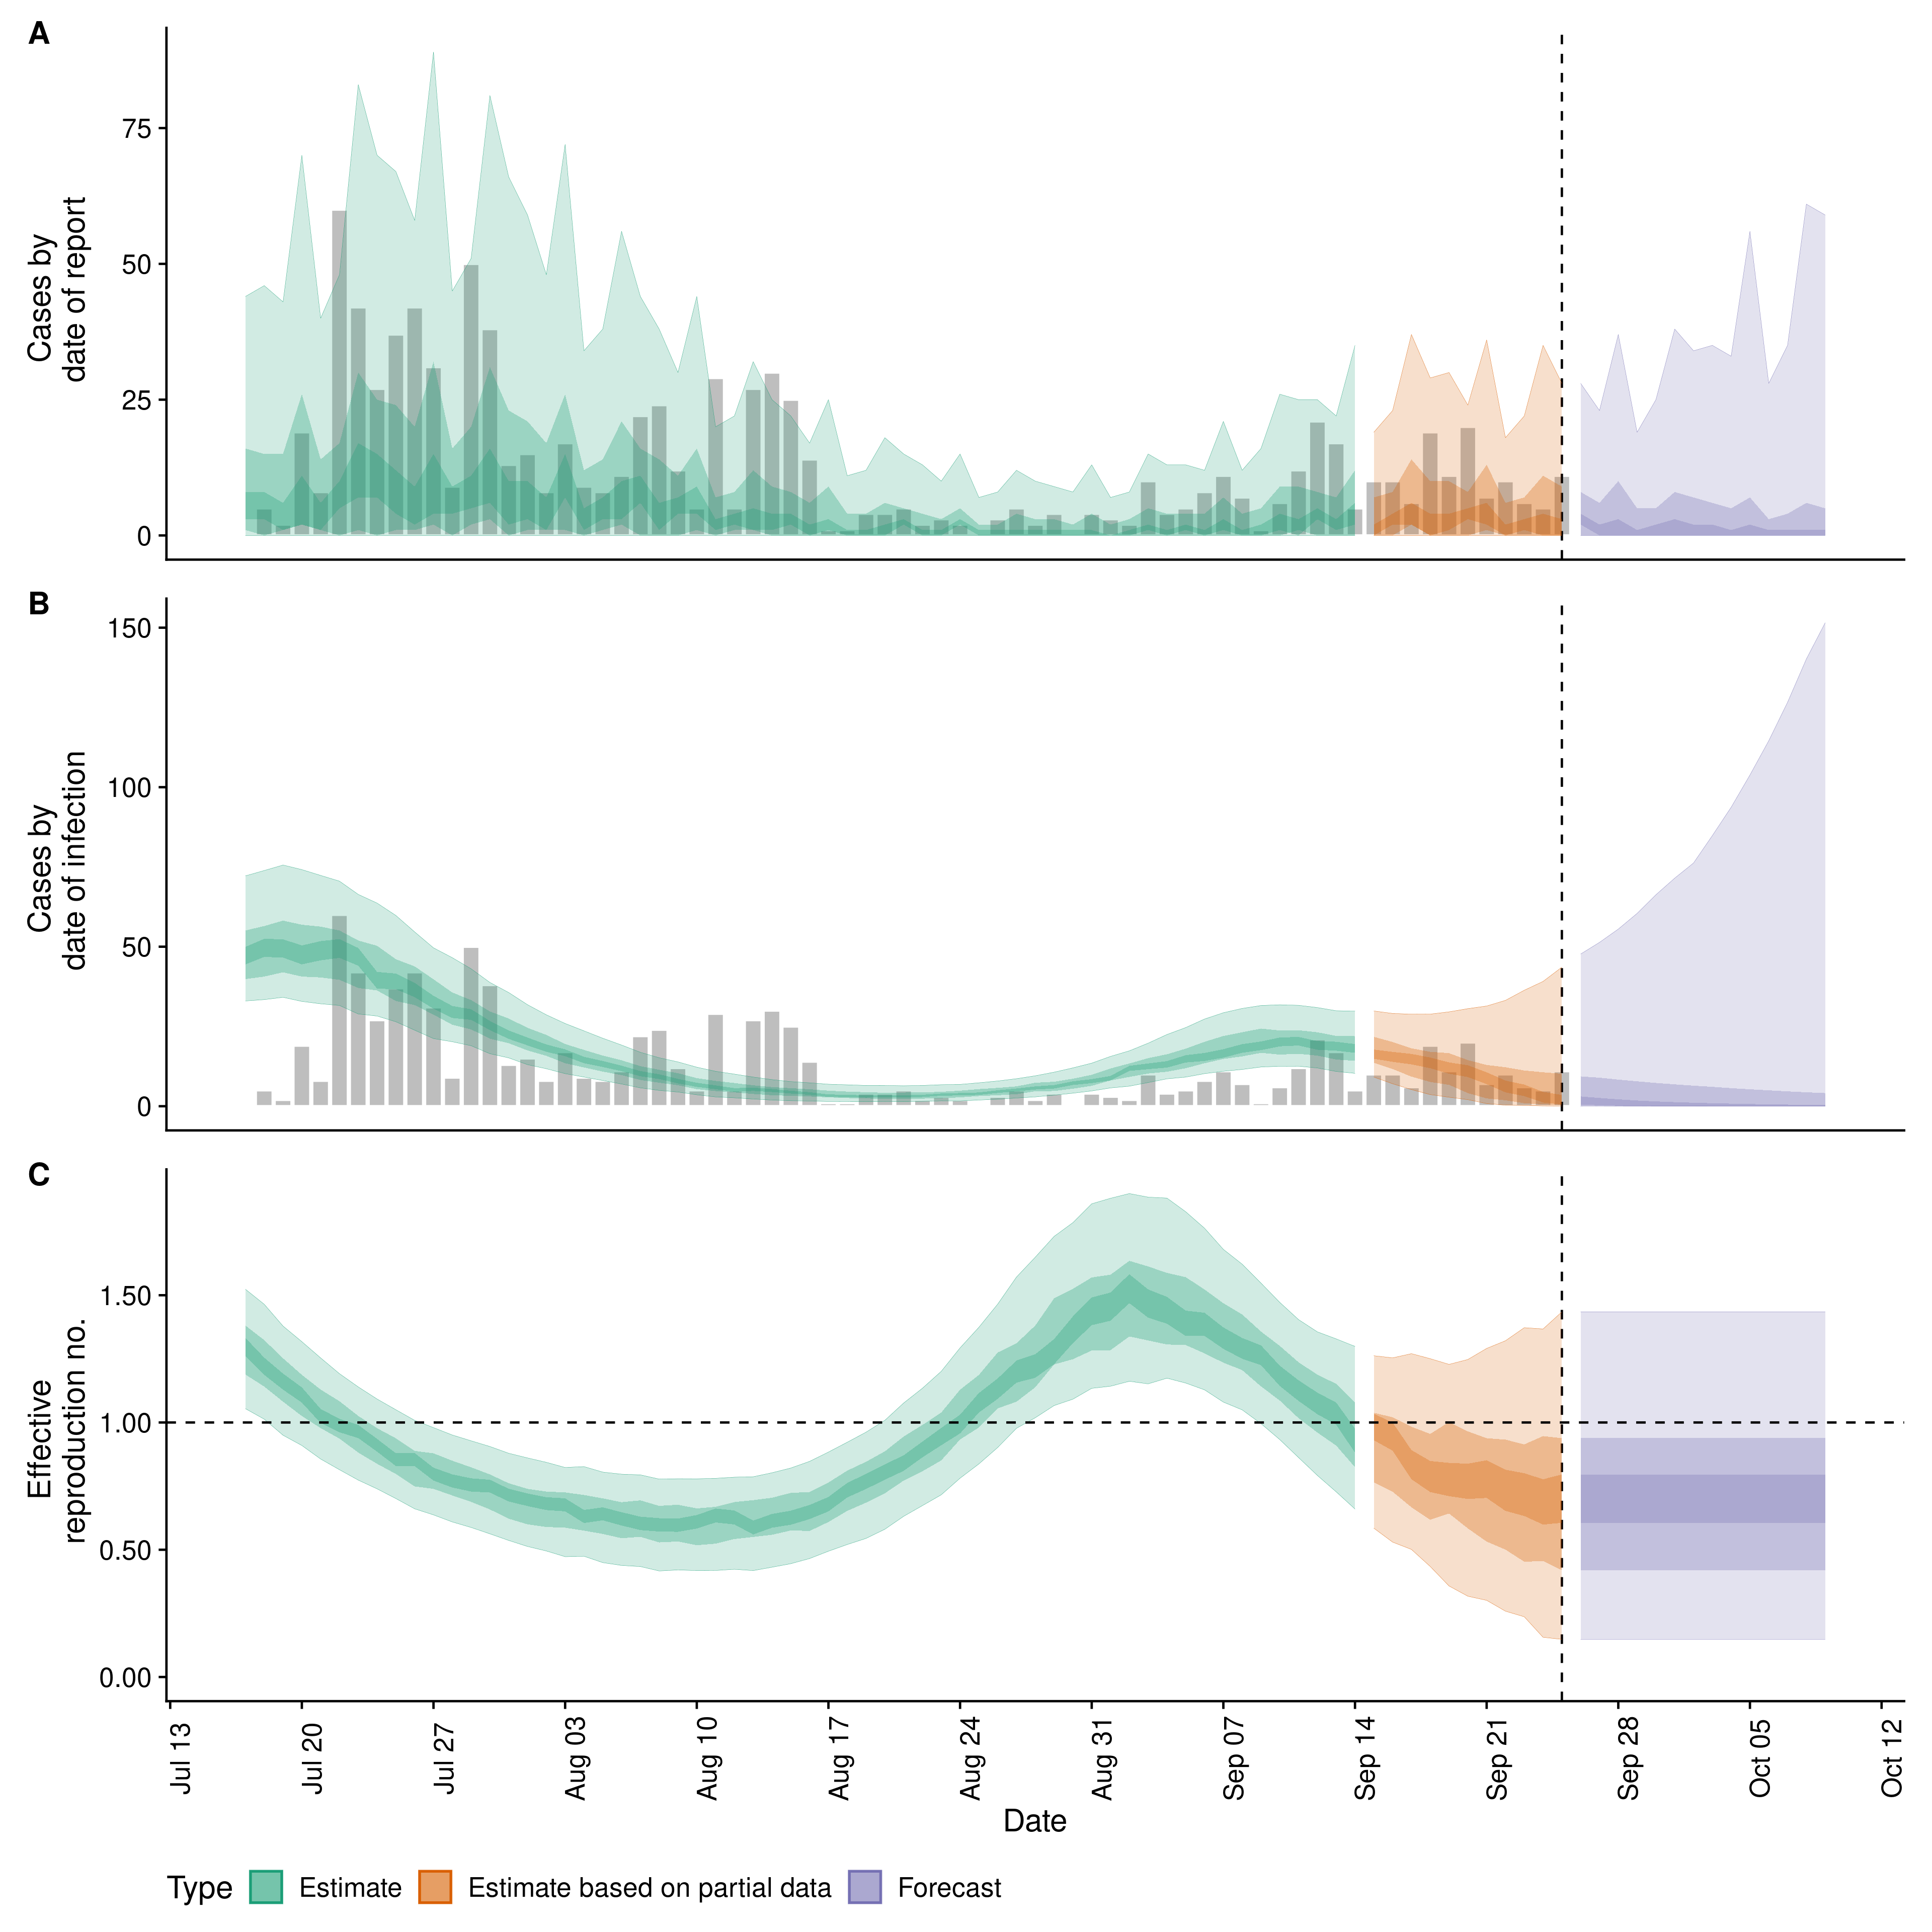 A
Cases by
date of report
75
50
25
0
B
Cases by
date of infection
150
100
50
0
C
Effective
reproduction no.
1.50
1.00
0.50
0.00
Jul 13
Jul 20
Jul 27
Aug 03
Aug 10
Aug 17
Aug 24
Aug 31
Sep 07
Sep 14
Sep 21
Sep 28
Oct 05
Oct 12
Date
Type Estimate Estimate based on partial data Forecast